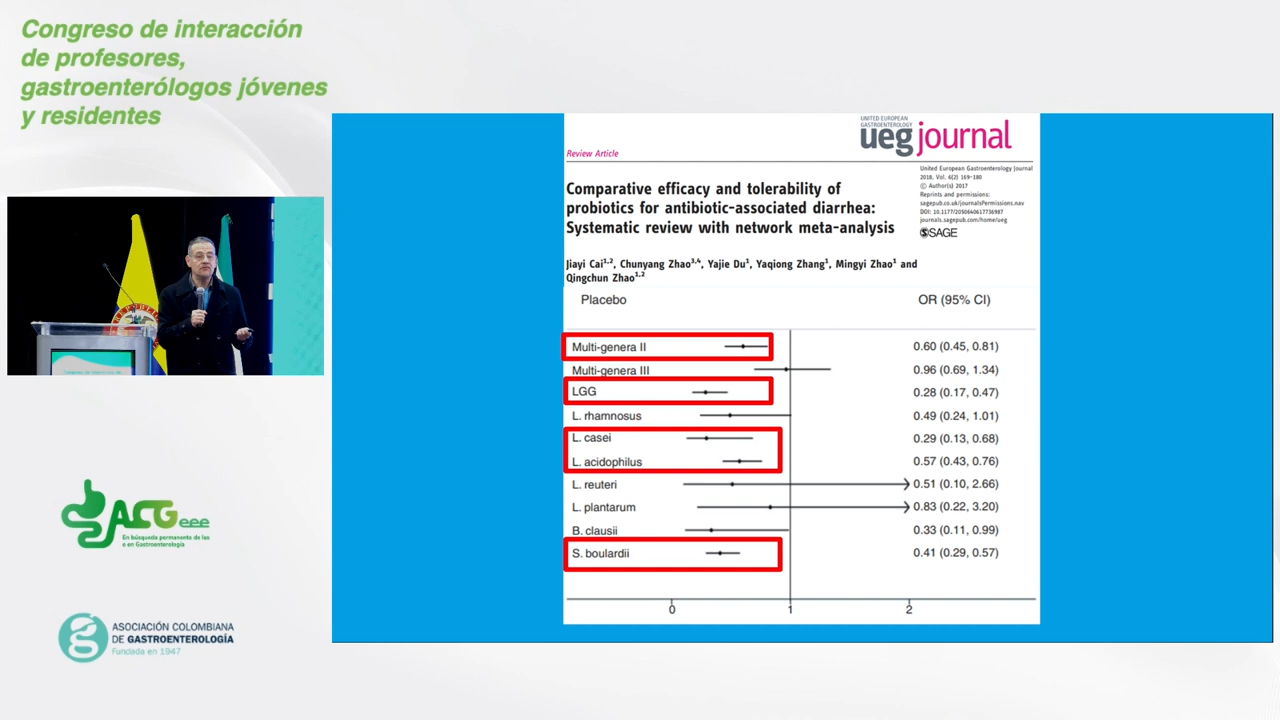 Congreso de interacción
de profesores,
gastroenterólogos jóvenes
y residentes
UNITED EUROPEAN
GASTROENTEROLOGY
ueg journal
Review Article
United European Gastroenterology Journal
2018, Vol. 6(2) 169–180
© Author(s) 2017
Reprints and permissions:
sagepub.co.uk/journalsPermissions.nav
DOI: 10.1177/2050640617736987
journals.sagepub.com/home/ueg
SAGE
Comparative efficacy and tolerability of
probiotics for antibiotic-associated diarrhea:
Systematic review with network meta-analysis
Jiayi Cai1,2, Chunyang Zhao3,4, Yajie Du1, Yaqiong Zhang1, Mingyi Zhao1 and
Qingchun Zhao1,2
Placebo OR (95% CI)
Multi-genera II 0.60 (0.45, 0.81)
Multi-genera III 0.96 (0.69, 1.34)
LGG 0.28 (0.17, 0.47)
L. rhamnosus 0.49 (0.24, 1.01)
L. casei 0.29 (0.13, 0.68)
L. acidophilus 0.57 (0.43, 0.76)
L. reuteri 0.51 (0.10, 2.66)
L. plantarum 0.83 (0.22, 3.20)
B. clausii 0.33 (0.11, 0.99)
S. boulardii 0.41 (0.29, 0.57)
0 1 2
ACGeee
En búsqueda permanente de las
e en Gastroenterología
ASOCIACIÓN COLOMBIANA
DE GASTROENTEROLOGÍA
Fundada en 1947